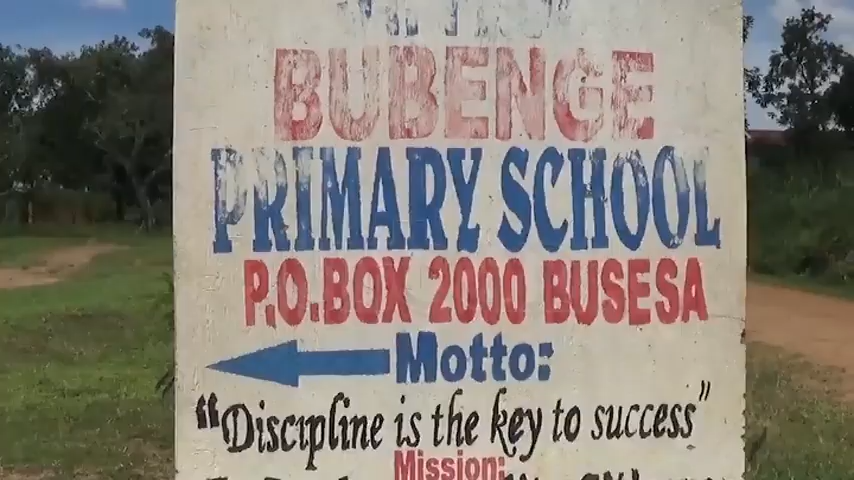 BUBENGE
PRIMARY SCHOOL
P.O.BOX 2000 BUSESA
Motto:
"Discipline is the key to success"
Mission: